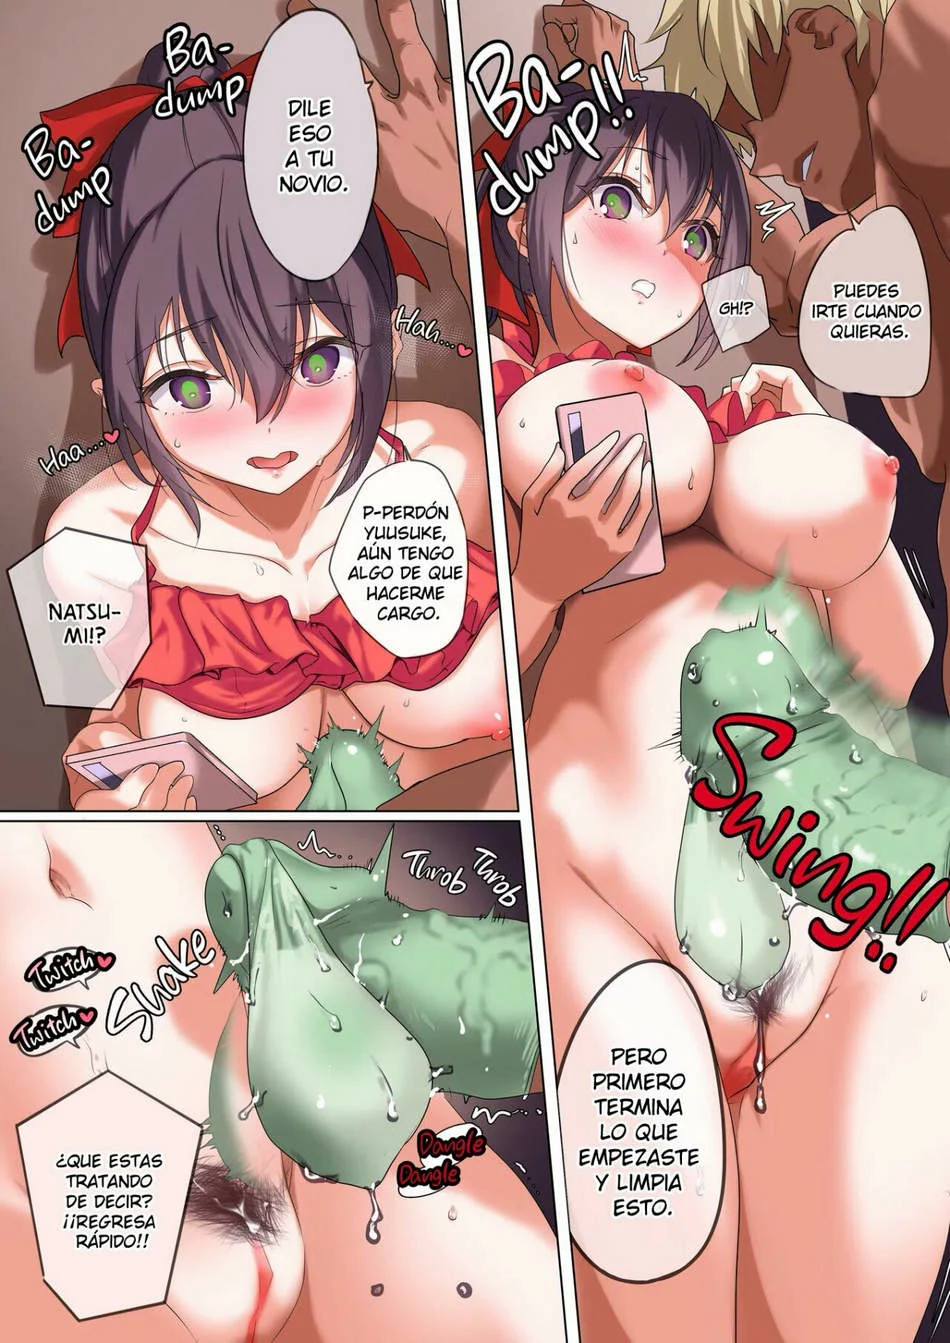 Ba-
dump!!
PUEDES
IRTE CUANDO
QUIERAS.
GH!?
Swing!!
PERO
PRIMERO
TERMINA
LO QUE
EMPEZASTE
Y LIMPIA
ESTO.
Ba-
dump
Ba-
dump
DILE
ESO
A TU
NOVIO.
Hah...
Haa...
P-PERDÓN
YUUSUKE,
AÚN TENGO
ALGO DE QUE
HACERME
CARGO.
NATSU-
MI!?
Throb
Throb
Shake
Twitch
Twitch
Dangle
Dangle
¿QUE ESTAS
TRATANDO
DE DECIR?
¡¡REGRESA
RÁPIDO!!